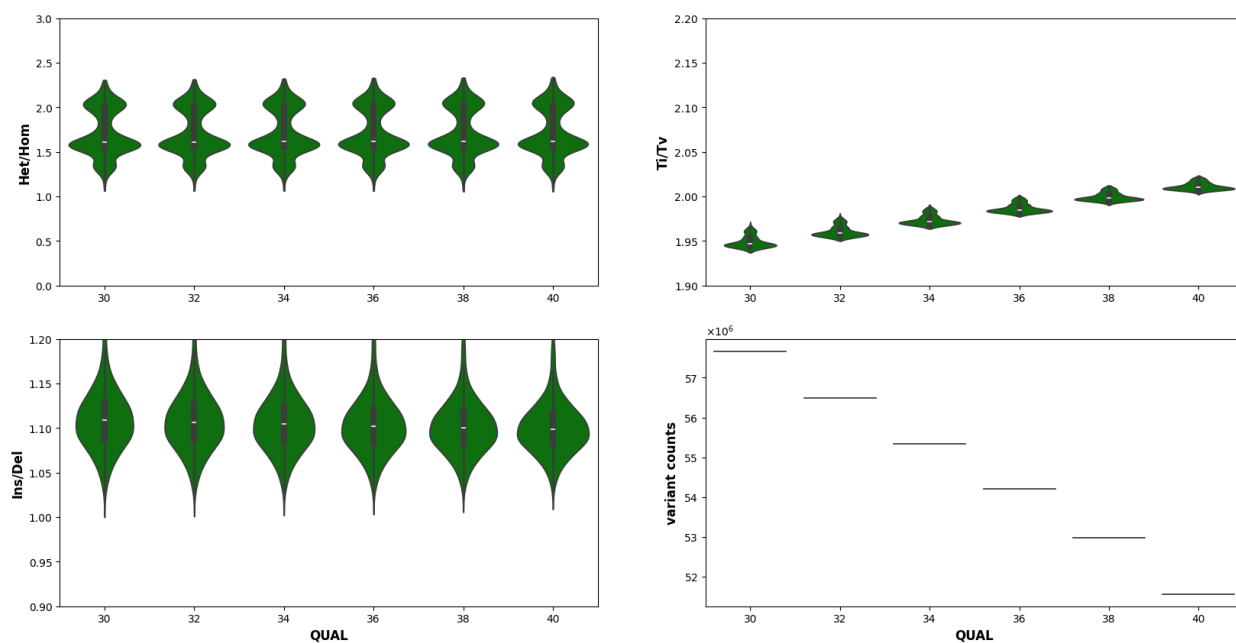 3.0
2.5
2.0
1.5
1.0
0.5
0.0
Het/Hom
30 32 34 36 38 40
2.20
2.15
2.10
2.05
2.00
1.95
1.90
Ti/Tv
30 32 34 36 38 40
1.20
1.15
1.10
1.05
1.00
0.95
0.90
Ins/Del
30 32 34 36 38 40
QUAL
×10⁶
57
56
55
54
53
52
variant counts
30 32 34 36 38 40
QUAL